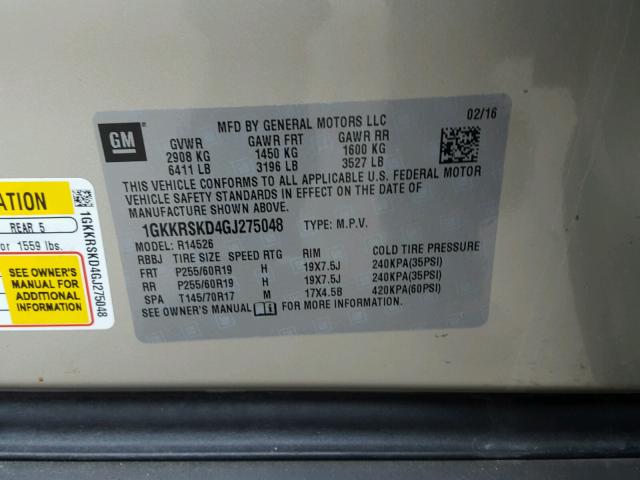 GM
MFD BY GENERAL MOTORS LLC 02/16
GVWR GAWR FRT GAWR RR
2908 KG 1450 KG 1600 KG
6411 LB 3196 LB 3527 LB
THIS VEHICLE CONFORMS TO ALL APPLICABLE U.S. FEDERAL MOTOR
VEHICLE SAFETY STANDARDS IN EFFECT ON THE DATE OF
MANUFACTURE SHOWN ABOVE.
1GKKRSKD4GJ275048 TYPE: M.P.V.
MODEL: R14526
RBBJ TIRE SIZE SPEED RTG RIM COLD TIRE PRESSURE
FRT P255/60R19 H 19X7.5J 240KPA(35PSI)
RR P255/60R19 H 19X7.5J 240KPA(35PSI)
SPA T145/70R17 M 17X4.5B 420KPA(60PSI)
SEE OWNER'S MANUAL FOR MORE INFORMATION.
ATION
REAR 5
or 1559 lbs.
SEE OWNER'S
MANUAL FOR
ADDITIONAL
INFORMATION
1GKKRSKD4GJ275048